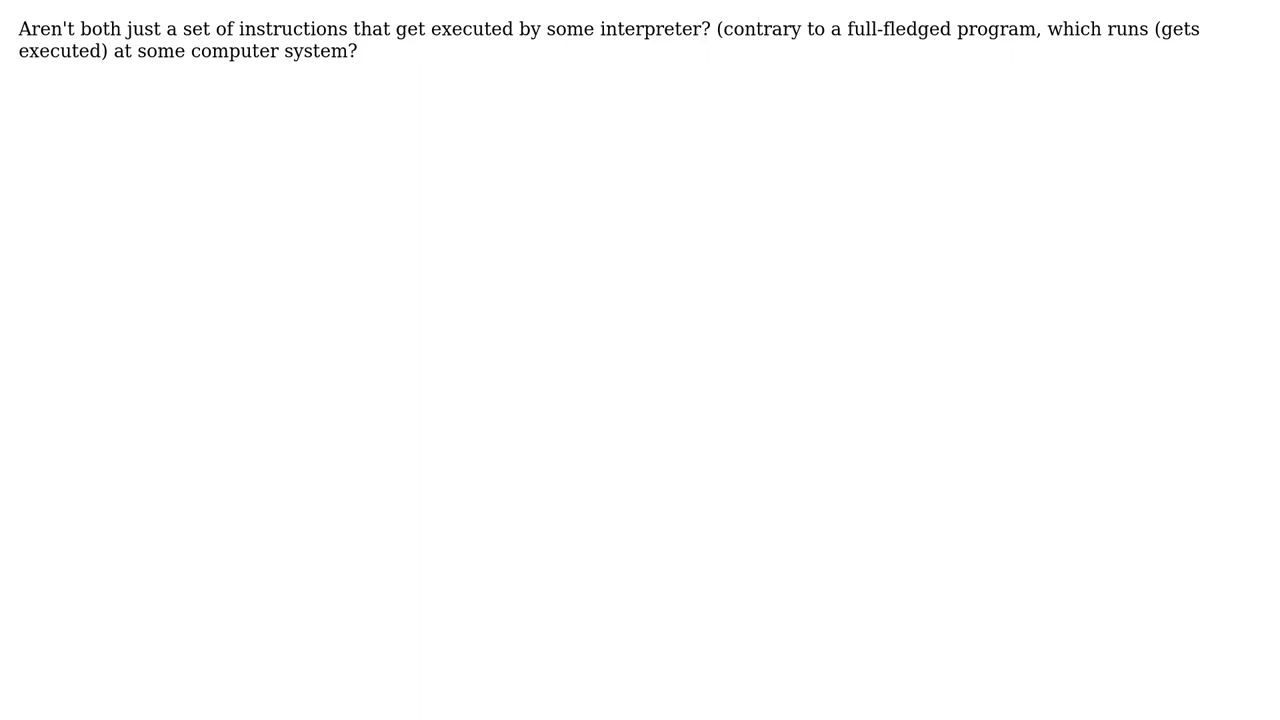 Aren't both just a set of instructions that get executed by some interpreter? (contrary to a full-fledged program, which runs (gets
executed) at some computer system?